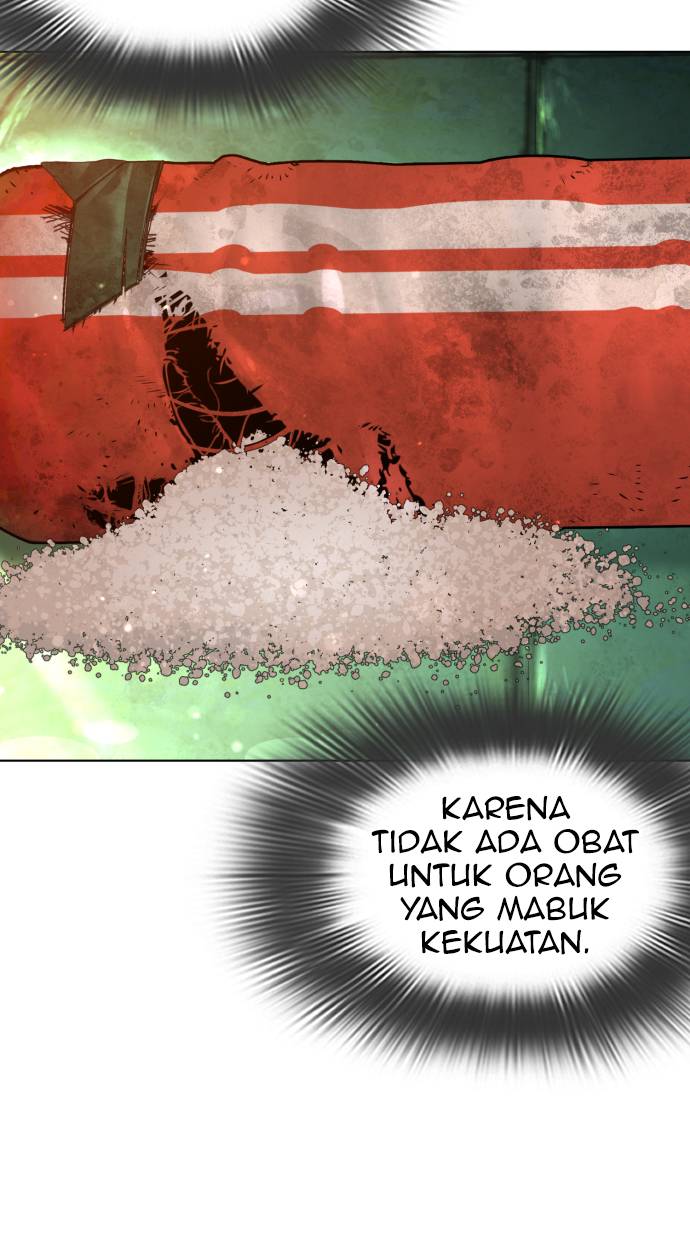 KARENA
TIDAK ADA OBAT
UNTUK ORANG
YANG MABUK
KEKUATAN.